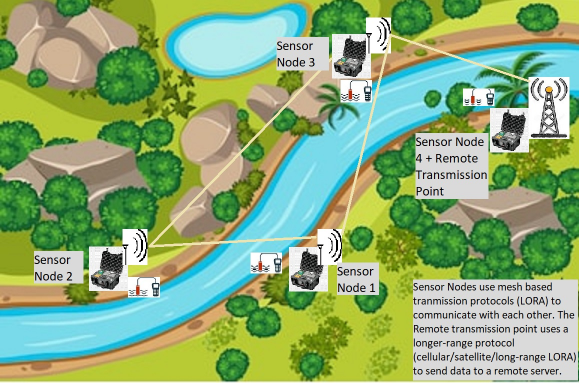 Sensor
Node 3
Sensor Node
4 + Remote
Transmission
Point
Sensor
Node 2
Sensor
Node 1
Sensor Nodes use mesh based
tranmission protocols (LORA) to
communicate with each other. The
Remote transmission point uses a
longer-range protocol
(cellular/satellite/long-range LORA)
to send data to a remote server.